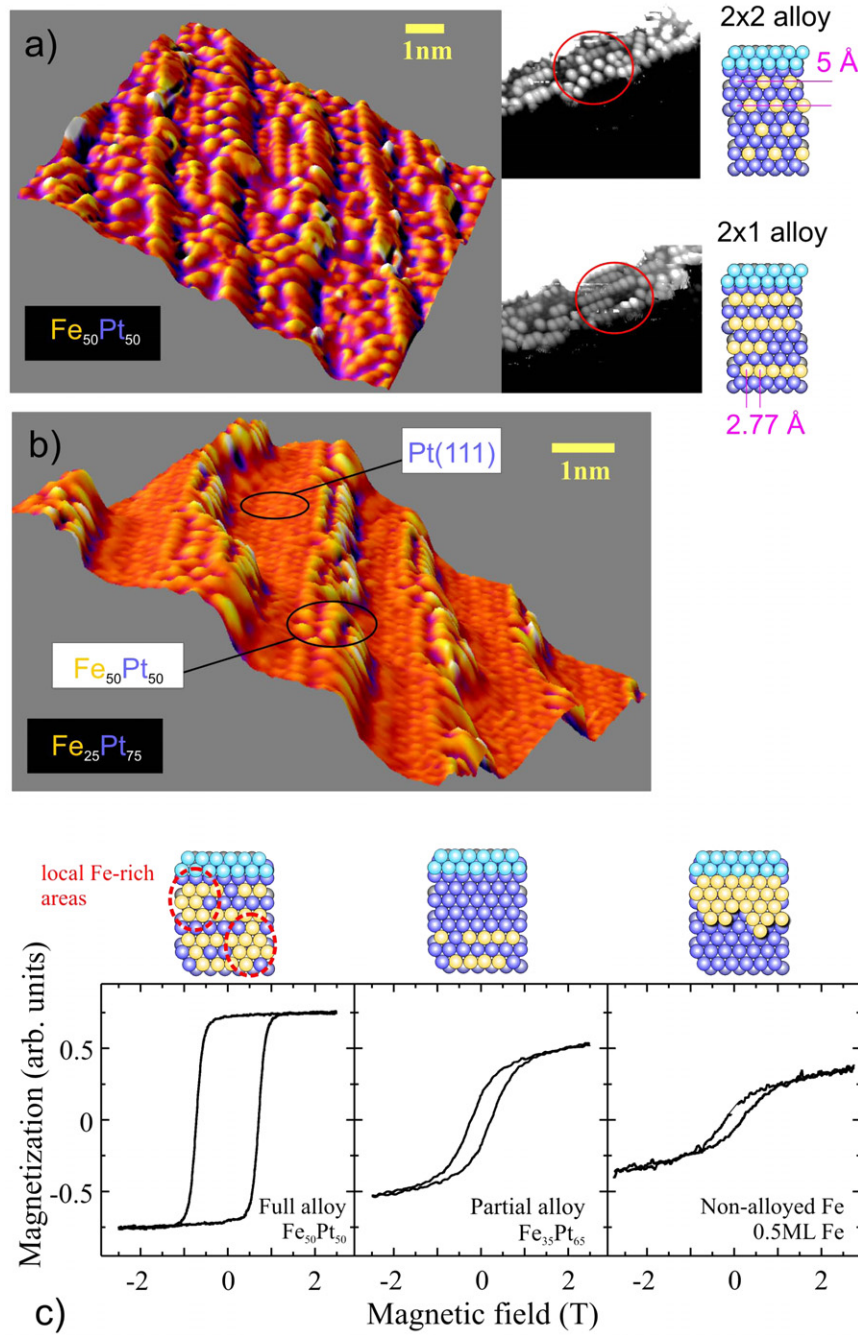 a)
1nm
2x2 alloy
5 Å
2x1 alloy
2.77 Å
Fe₅₀Pt₅₀
b)
Pt(111)
1nm
Fe₅₀Pt₅₀
Fe₂₅Pt₇₅
local Fe-rich
areas
Magnetization (arb. units)
0.5
0
-0.5
Full alloy
Fe₅₀Pt₅₀
Partial alloy
Fe₃₅Pt₆₅
Non-alloyed Fe
0.5ML Fe
-2 0 2 -2 0 2 -2 0 2
c)
Magnetic field (T)